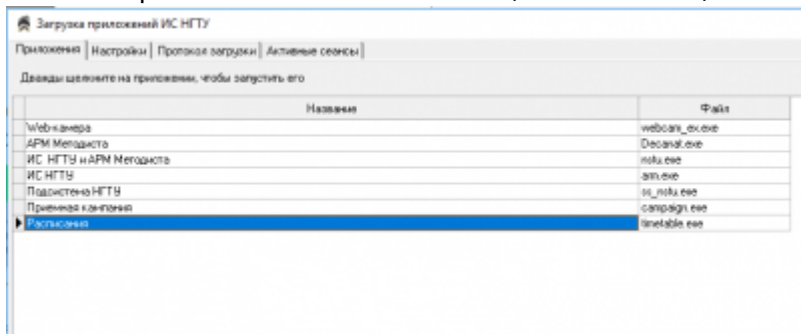 Загрузка приложений ИС НГТУ
Приложения Настройки Протокол загрузки Активные сеансы
Дважды щелкните на приложении, чтобы запустить его
Название Файл
Web-камера webcam_ex.exe
АРМ Методиста Decanat.exe
ИС НГТУ и АРМ Методиста nstu.exe
ИС НГТУ arm.exe
Подсистема НГТУ os_nstu.exe
Приемная кампания campaign.exe
Расписания timetable.exe